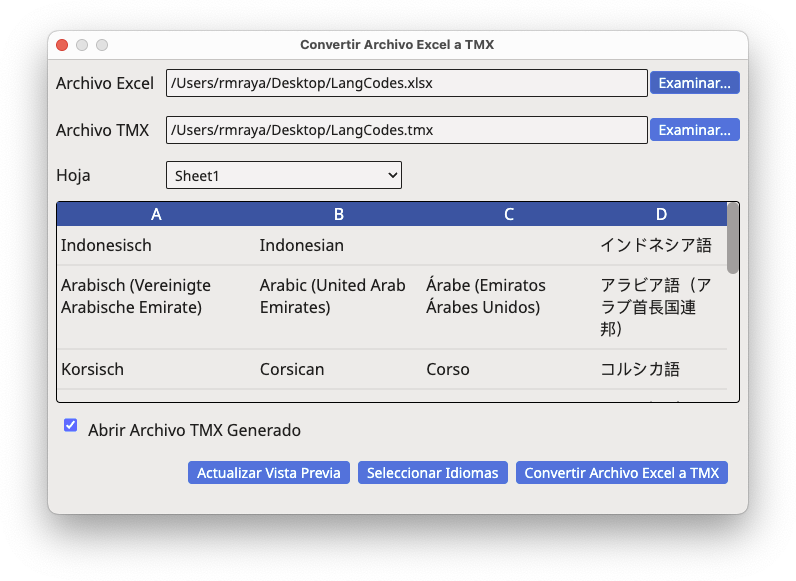 Convertir Archivo Excel a TMX
Archivo Excel /Users/rmraya/Desktop/LangCodes.xlsx Examinar...
Archivo TMX /Users/rmraya/Desktop/LangCodes.tmx Examinar...
Hoja Sheet1
A B C D
Indonesisch Indonesian インドネシア語
Arabisch (Vereinigte Arabic (United Arab Árabe (Emiratos アラビア語（ア
Arabische Emirate) Emirates) Árabes Unidos) ラブ首長国連
邦）
Korsisch Corsican Corso コルシカ語
Abrir Archivo TMX Generado
Actualizar Vista Previa Seleccionar Idiomas Convertir Archivo Excel a TMX